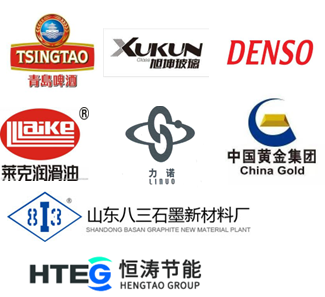 TSINGTAO
青島啤酒
XUKUN
Glass
旭坤玻璃
DENSO
Laike
®
莱克润滑油
力诺
LINUO
中国黄金集团
China Gold
山东八三石墨新材料厂
SHANDONG BASAN GRAPHITE NEW MATERIAL PLANT
HTEG
恒涛节能
HENGTAO GROUP